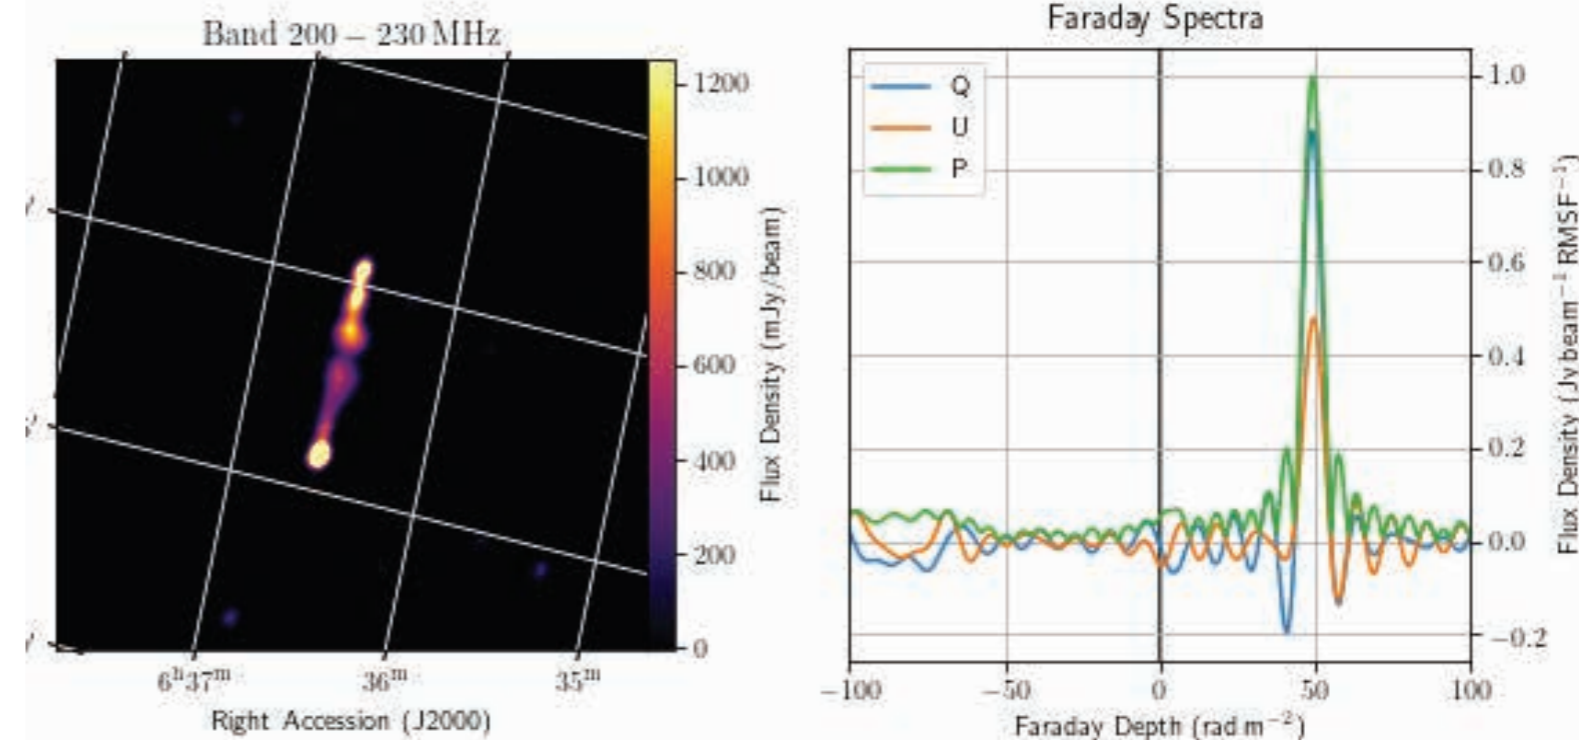 Band 200 – 230 MHz
1200
1000
800
600
400
200
0
Flux Density (mJy/beam)
6ʰ37ᵐ
36ᵐ
35ᵐ
Right Accession (J2000)
Faraday Spectra
Q
U
P
1.0
0.8
0.6
0.4
0.2
0.0
−0.2
Flux Density (Jy beam⁻¹ RMSF⁻¹)
−100
−50
0
50
100
Faraday Depth (rad m⁻²)